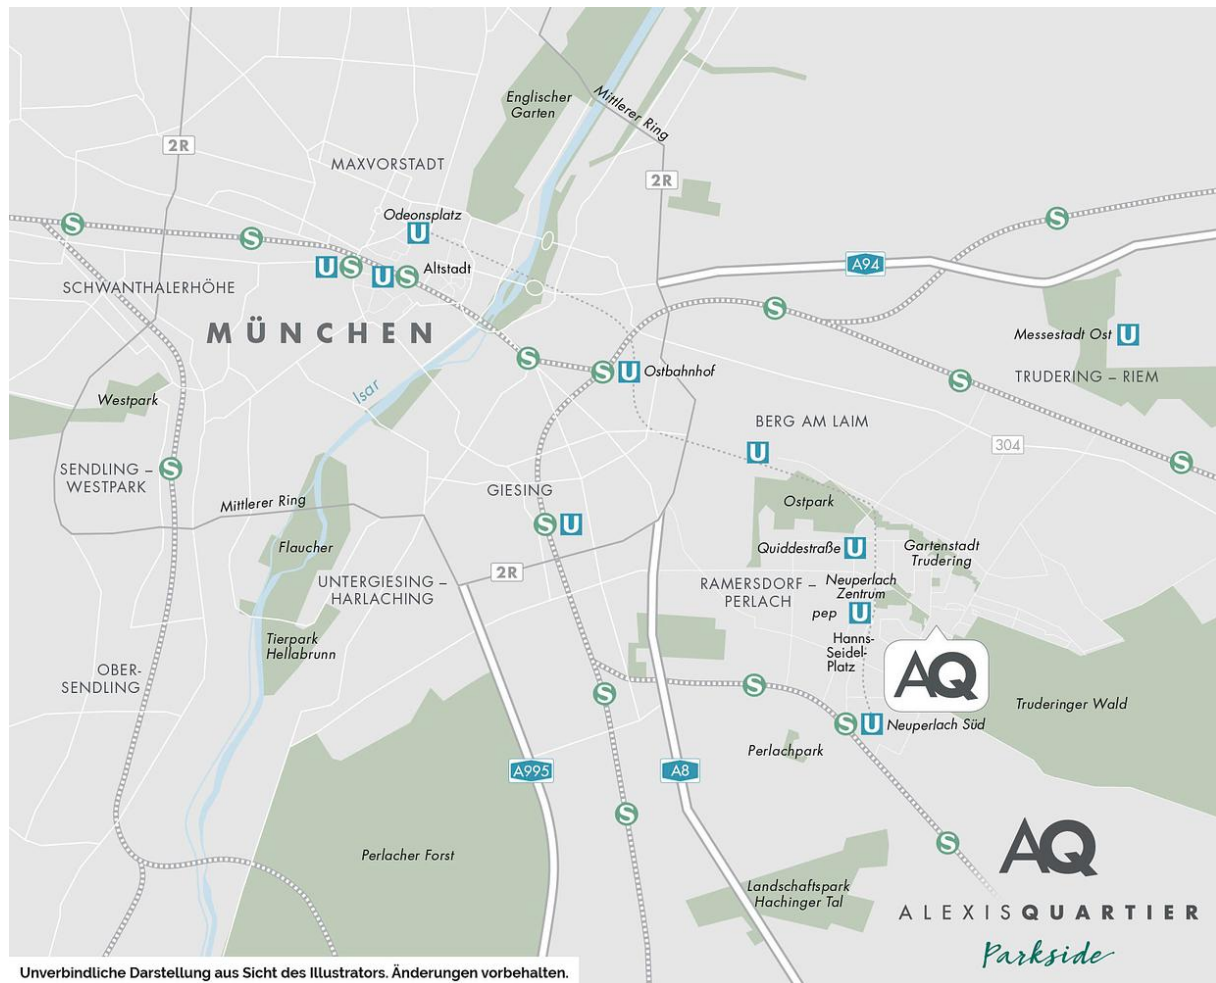 Englischer
Garten
Mittlerer Ring
2R
MAXVORSTADT
2R
Odeonsplatz
U
S
S
S
U
S
U
S
Altstadt
A94
SCHWANTHALERHÖHE
S
MÜNCHEN
Messestadt Ost
U
S
S
U
Ostbahnhof
TRUDERING – RIEM
S
Isar
Westpark
BERG AM LAIM
304
U
S
SENDLING –
WESTPARK
S
GIESING
Mittlerer Ring
Ostpark
S
U
Flaucher
Quiddestraße
U
Gartenstadt
Trudering
2R
UNTERGIESING –
HARLACHING
RAMERSDORF –
PERLACH
Neuperlach
Zentrum
pep
U
Hanns-
Seidel-
Platz
Tierpark
Hellabrunn
OBER-
SENDLING
AQ
S
S
Truderinger Wald
S
U
Neuperlach Süd
Perlachpark
A995
A8
S
Perlacher Forst
S
AQ
Landschaftspark
Hachinger Tal
ALEXISQUARTIER
Parkside
Unverbindliche Darstellung aus Sicht des Illustrators. Änderungen vorbehalten.